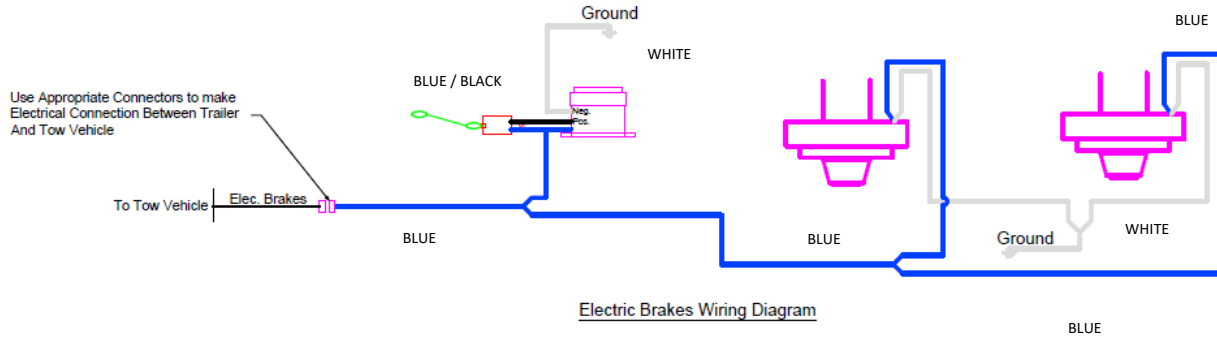 Ground
BLUE
WHITE
BLUE / BLACK
Use Appropriate Connectors to make
Electrical Connection Between Trailer
And Tow Vehicle
Neg.
Pos.
To Tow Vehicle
Elec. Brakes
BLUE
BLUE
WHITE
Ground
Electric Brakes Wiring Diagram
BLUE